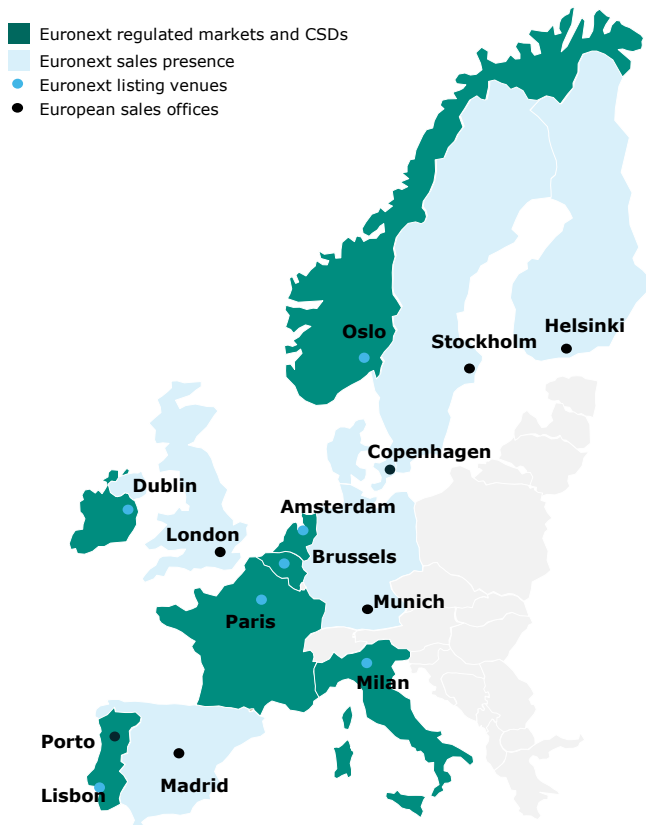 Euronext regulated markets and CSDs
Euronext sales presence
Euronext listing venues
European sales offices
Oslo
Helsinki
Stockholm
Copenhagen
Dublin
Amsterdam
London
Brussels
Munich
Paris
Milan
Porto
Madrid
Lisbon